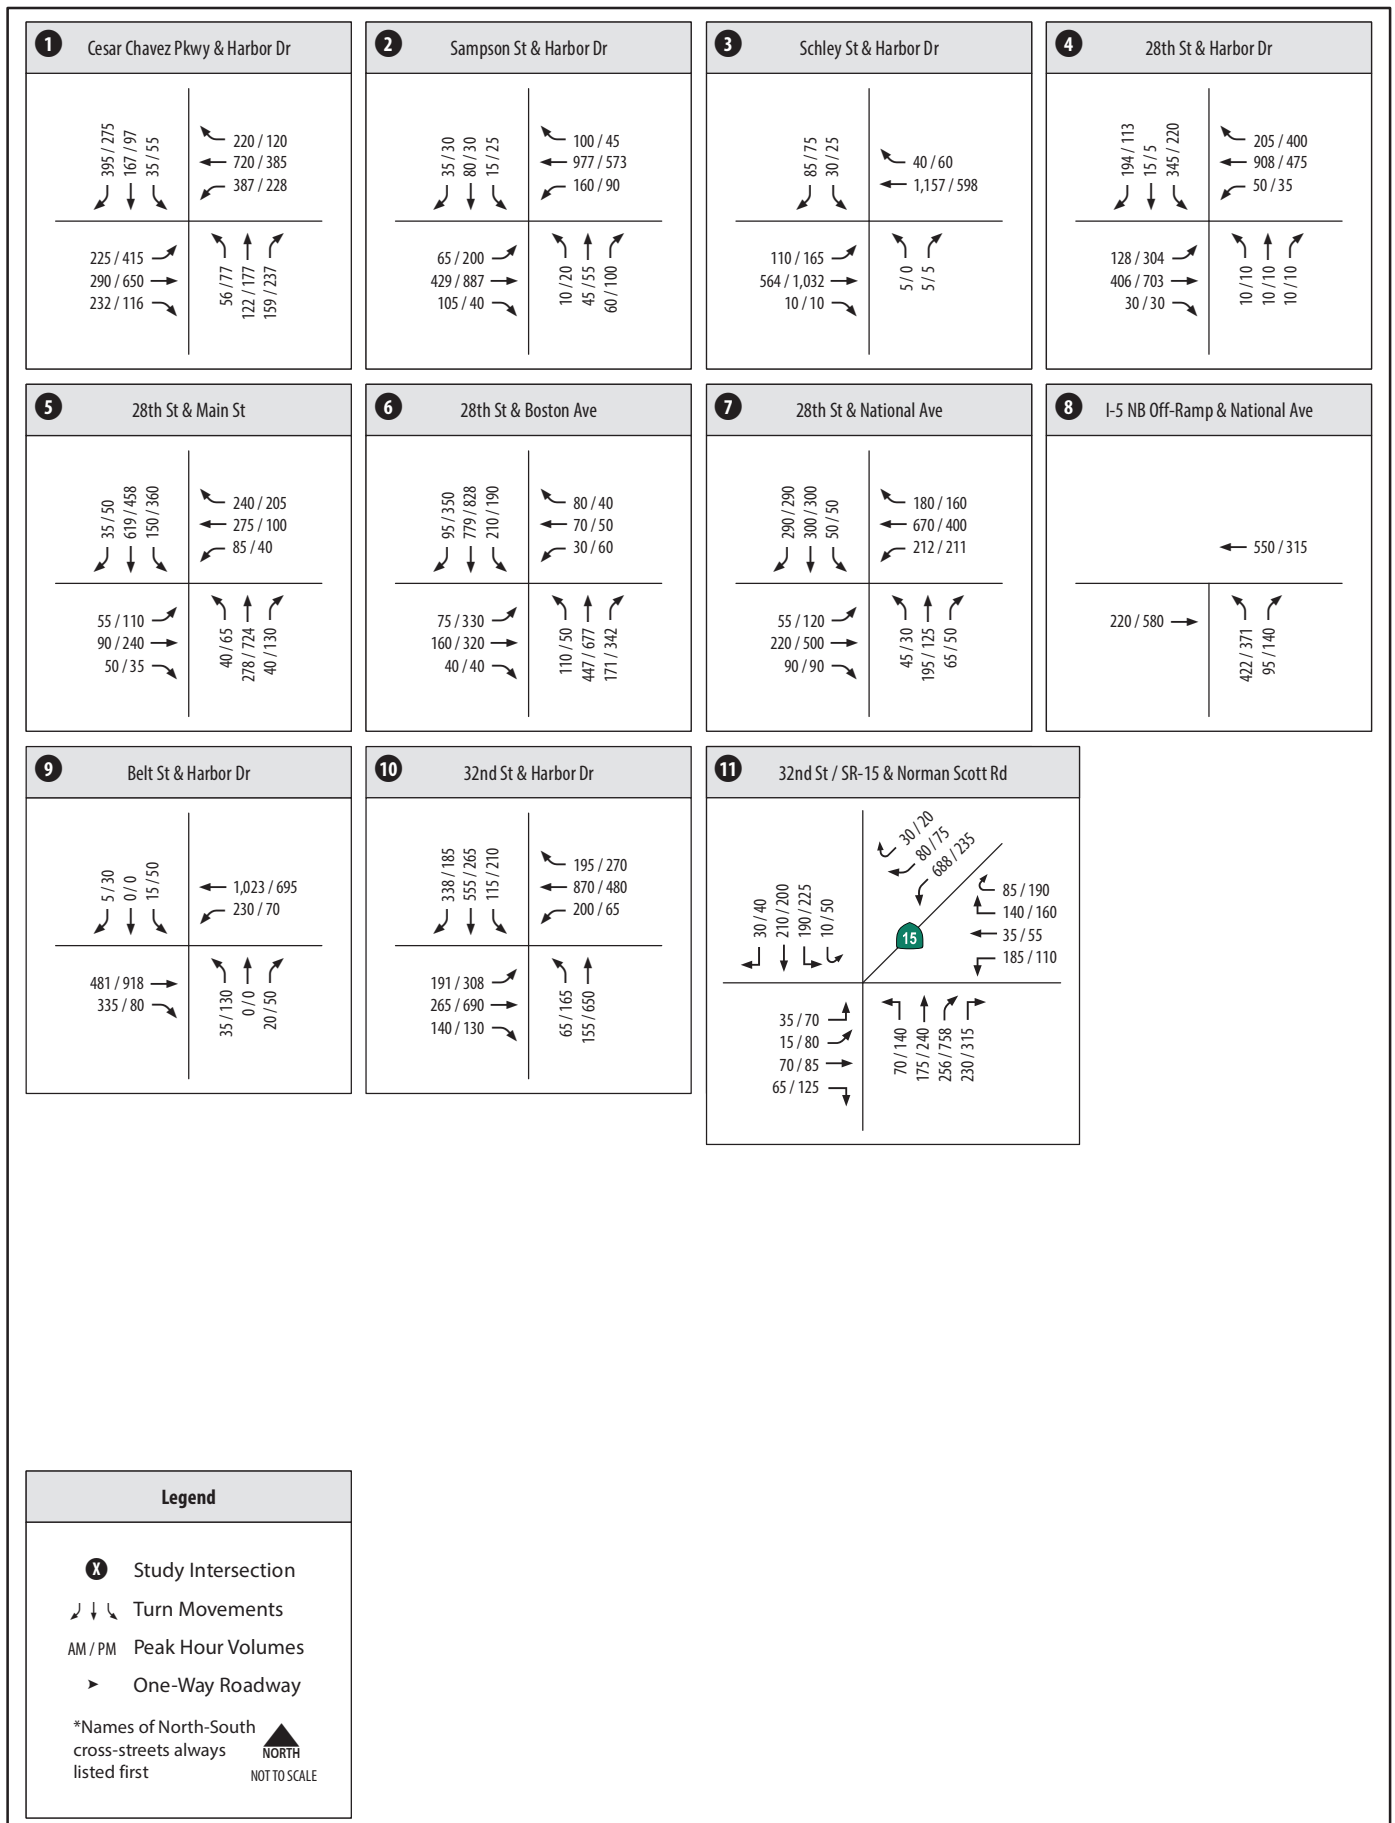 1 Cesar Chavez Pkwy & Harbor Dr
395 / 275
167 / 97
35 / 55
220 / 120
720 / 385
387 / 228
225 / 415
290 / 650
232 / 116
56 / 77
122 / 177
159 / 237
2 Sampson St & Harbor Dr
35 / 30
80 / 30
15 / 25
100 / 45
977 / 573
160 / 90
65 / 200
429 / 887
105 / 40
10 / 20
45 / 55
60 / 100
3 Schley St & Harbor Dr
85 / 75
30 / 25
40 / 60
1,157 / 598
110 / 165
564 / 1,032
10 / 10
5 / 0
5 / 5
4 28th St & Harbor Dr
194 / 113
15 / 5
345 / 220
205 / 400
908 / 475
50 / 35
128 / 304
406 / 703
30 / 30
10 / 10
10 / 10
10 / 10
5 28th St & Main St
35 / 50
619 / 458
150 / 360
240 / 205
275 / 100
85 / 40
55 / 110
90 / 240
50 / 35
40 / 65
278 / 724
40 / 130
6 28th St & Boston Ave
95 / 350
779 / 828
210 / 190
80 / 40
70 / 50
30 / 60
75 / 330
160 / 320
40 / 40
110 / 50
447 / 677
171 / 342
7 28th St & National Ave
290 / 290
300 / 300
50 / 50
180 / 160
670 / 400
212 / 211
55 / 120
220 / 500
90 / 90
45 / 30
195 / 125
65 / 50
8 I-5 NB Off-Ramp & National Ave
550 / 315
220 / 580
422 / 371
95 / 140
9 Belt St & Harbor Dr
5 / 30
0 / 0
15 / 50
1,023 / 695
230 / 70
481 / 918
335 / 80
35 / 130
0 / 0
20 / 50
10 32nd St & Harbor Dr
338 / 185
555 / 265
115 / 210
195 / 270
870 / 480
200 / 65
191 / 308
265 / 690
140 / 130
65 / 165
155 / 650
11 32nd St / SR-15 & Norman Scott Rd
30 / 40
210 / 200
190 / 225
10 / 50
30 / 20
80 / 75
688 / 235
15
85 / 190
140 / 160
35 / 55
185 / 110
35 / 70
15 / 80
70 / 85
65 / 125
70 / 140
175 / 240
256 / 758
230 / 315
Legend
X Study Intersection
Turn Movements
AM / PM Peak Hour Volumes
One-Way Roadway
*Names of North-South
cross-streets always
listed first
NORTH
NOT TO SCALE